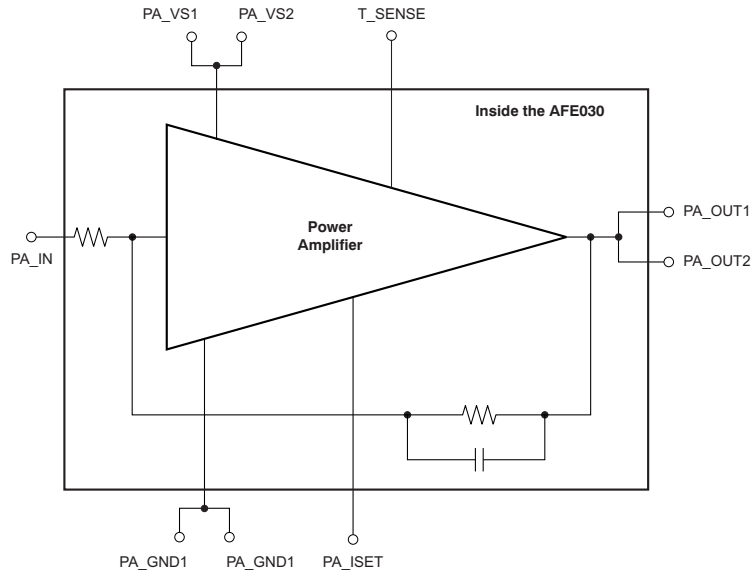 PA_VS1
PA_VS2
T_SENSE
Inside the AFE030
Power
Amplifier
PA_IN
PA_OUT1
PA_OUT2
PA_GND1
PA_GND1
PA_ISET